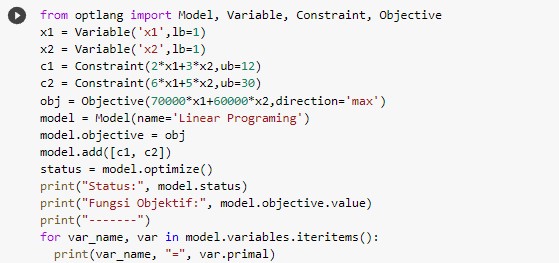 from optlang import Model, Variable, Constraint, Objective
x1 = Variable('x1',lb=1)
x2 = Variable('x2',lb=1)
c1 = Constraint(2*x1+3*x2,ub=12)
c2 = Constraint(6*x1+5*x2,ub=30)
obj = Objective(70000*x1+60000*x2,direction='max')
model = Model(name='Linear Programing')
model.objective = obj
model.add([c1, c2])
status = model.optimize()
print("Status:", model.status)
print("Fungsi Objektif:", model.objective.value)
print("-------")
for var_name, var in model.variables.iteritems():
  print(var_name, "=", var.primal)